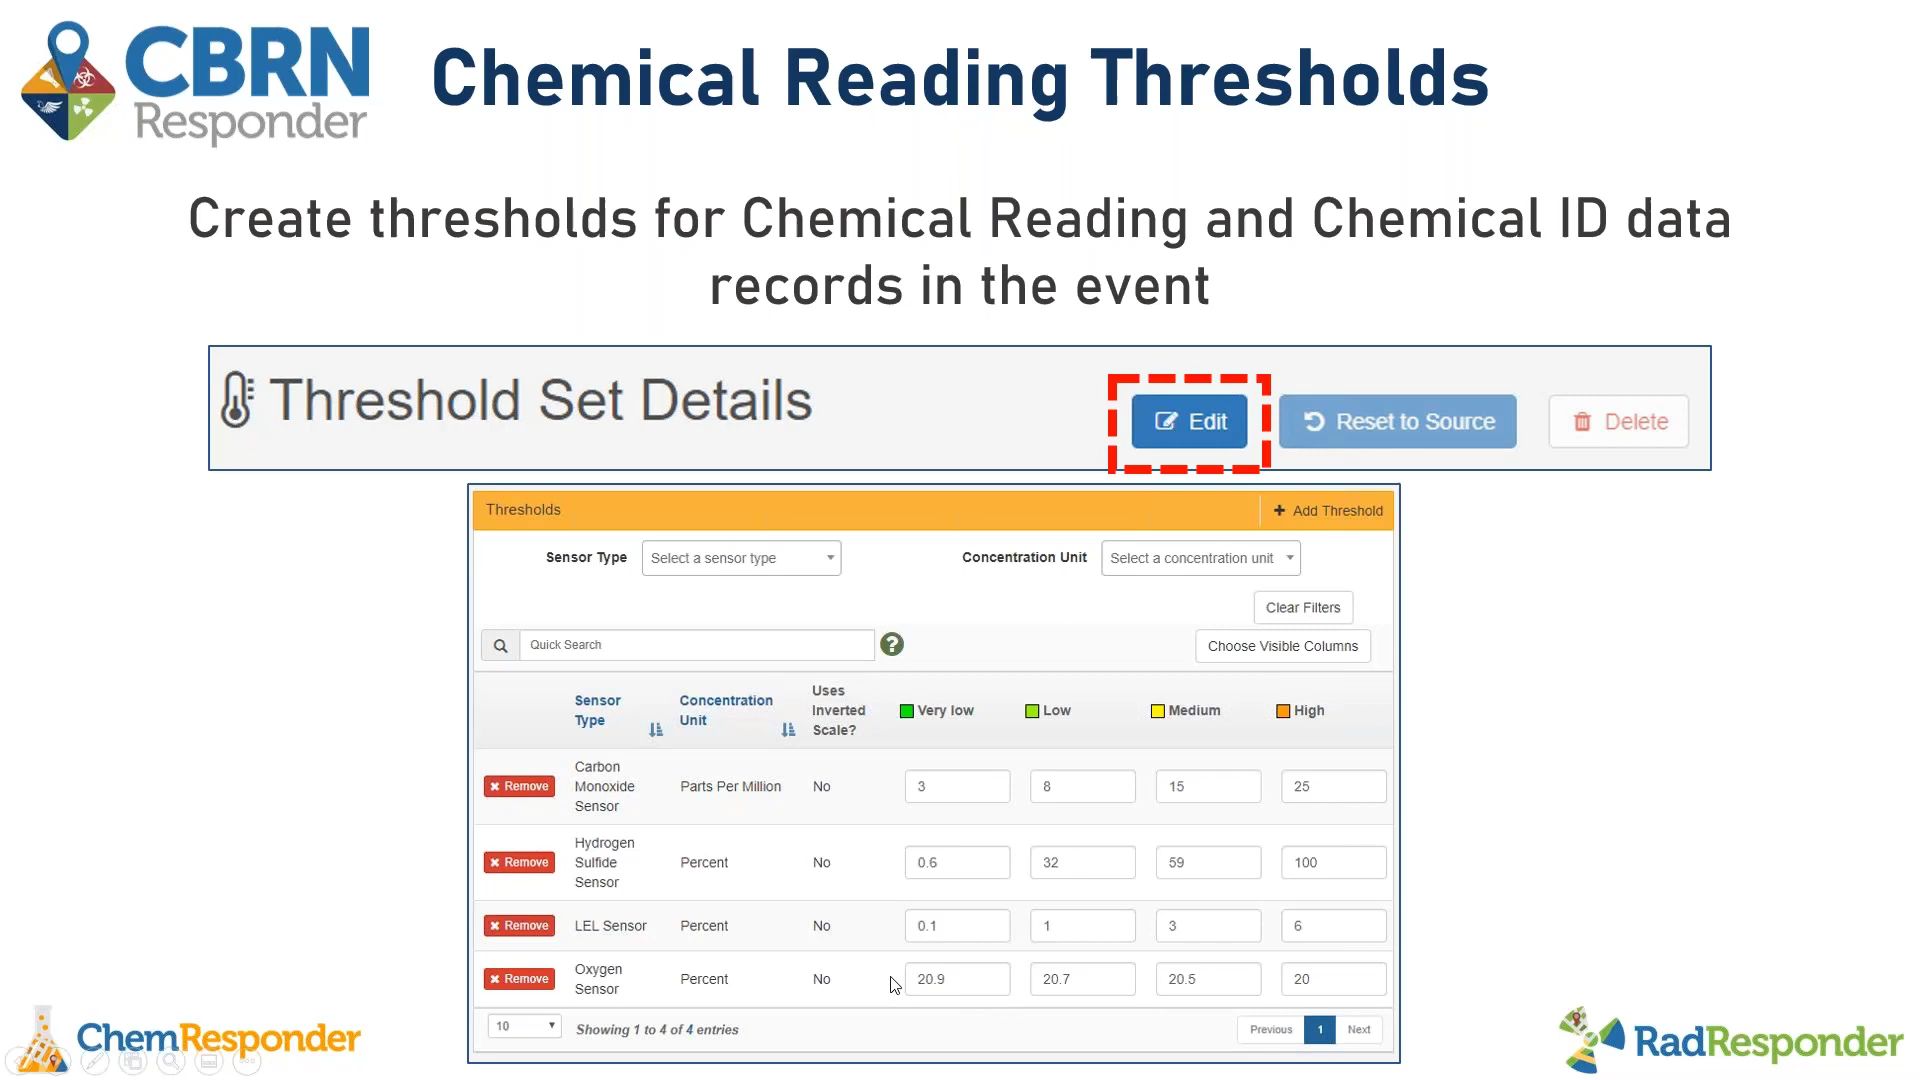 CBRN
Responder
Chemical Reading Thresholds
Create thresholds for Chemical Reading and Chemical ID data
records in the event
Threshold Set Details
Edit
Reset to Source
Delete
Thresholds
Add Threshold
Sensor Type
Select a sensor type
Concentration Unit
Select a concentration unit
Clear Filters
Quick Search
?
Choose Visible Columns
Sensor
Type
Concentration
Unit
Uses
Inverted
Scale?
Very low
Low
Medium
High
Remove
Carbon
Monoxide
Sensor
Parts Per Million
No
3
8
15
25
Remove
Hydrogen
Sulfide
Sensor
Percent
No
0.6
32
59
100
Remove
LEL Sensor
Percent
No
0.1
1
3
6
Remove
Oxygen
Sensor
Percent
No
20.9
20.7
20.5
20
10
Showing 1 to 4 of 4 entries
Previous
1
Next
ChemResponder
RadResponder